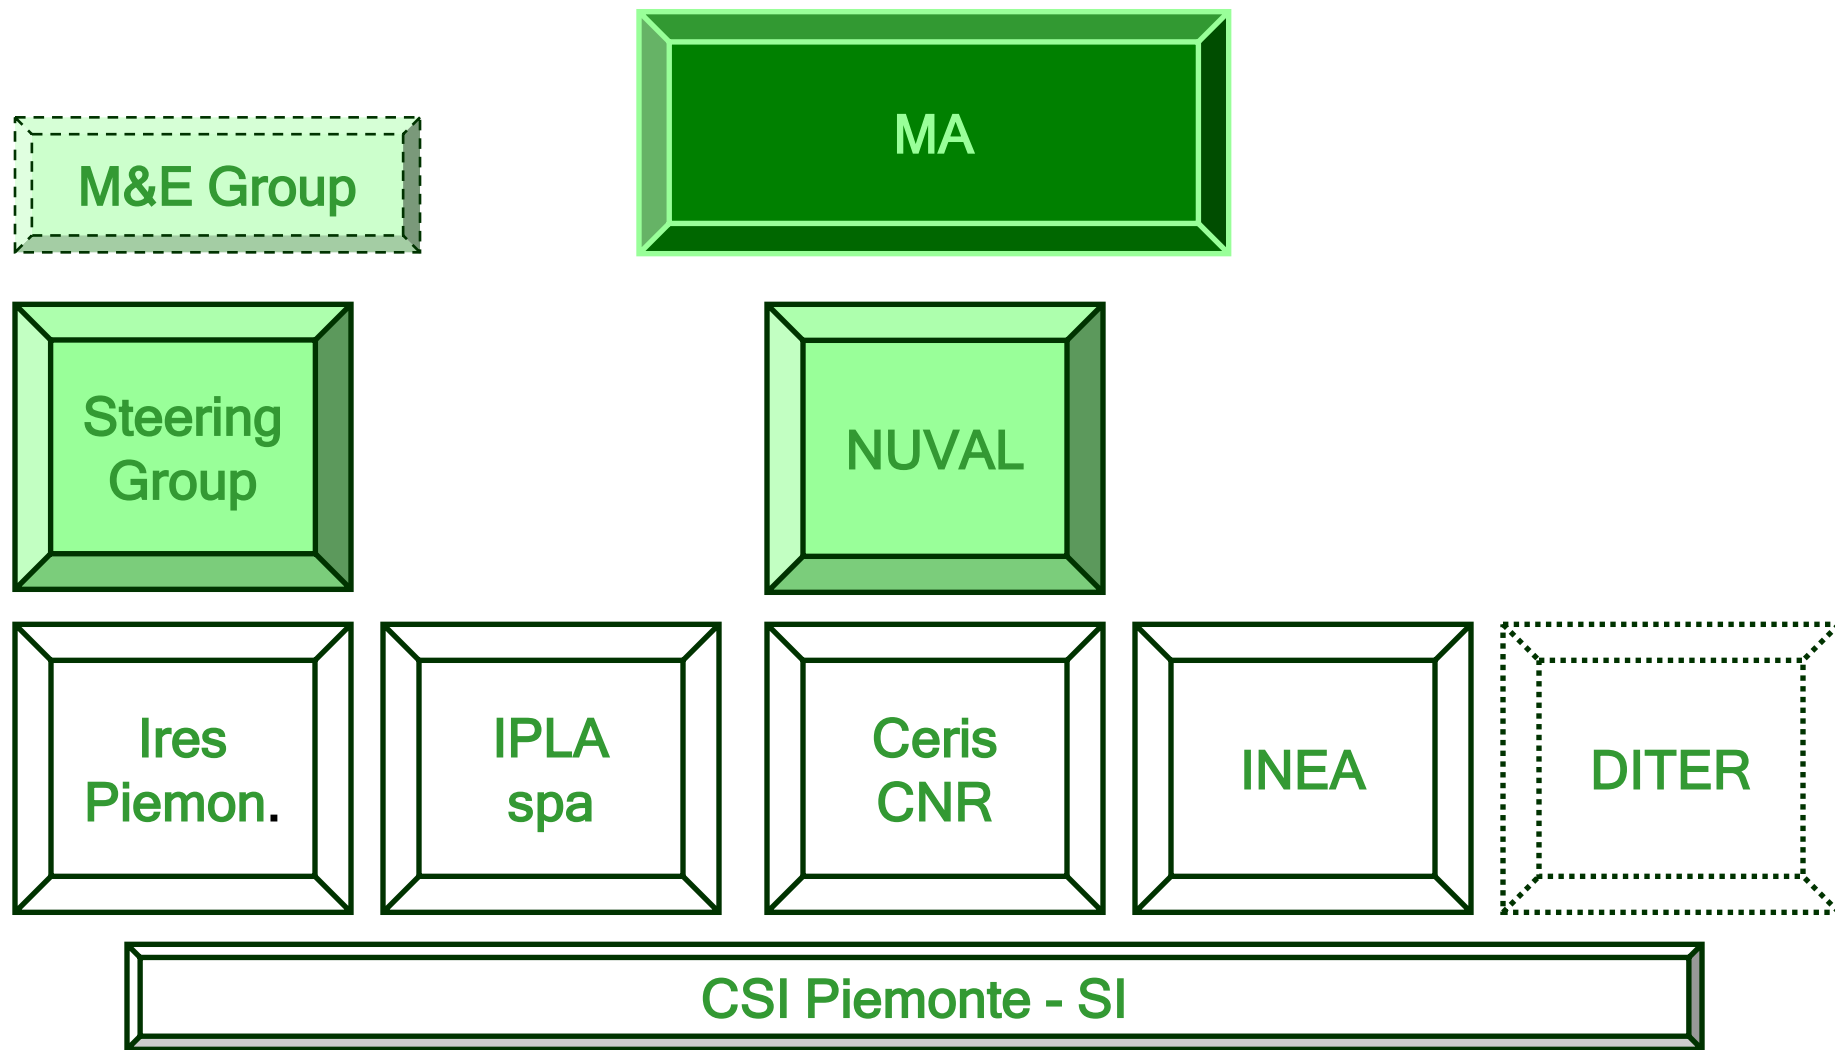 MA
M&E Group
Steering
Group
NUVAL
Ires
Piemon.
IPLA
spa
Ceris
CNR
INEA
DITER
CSI Piemonte - SI